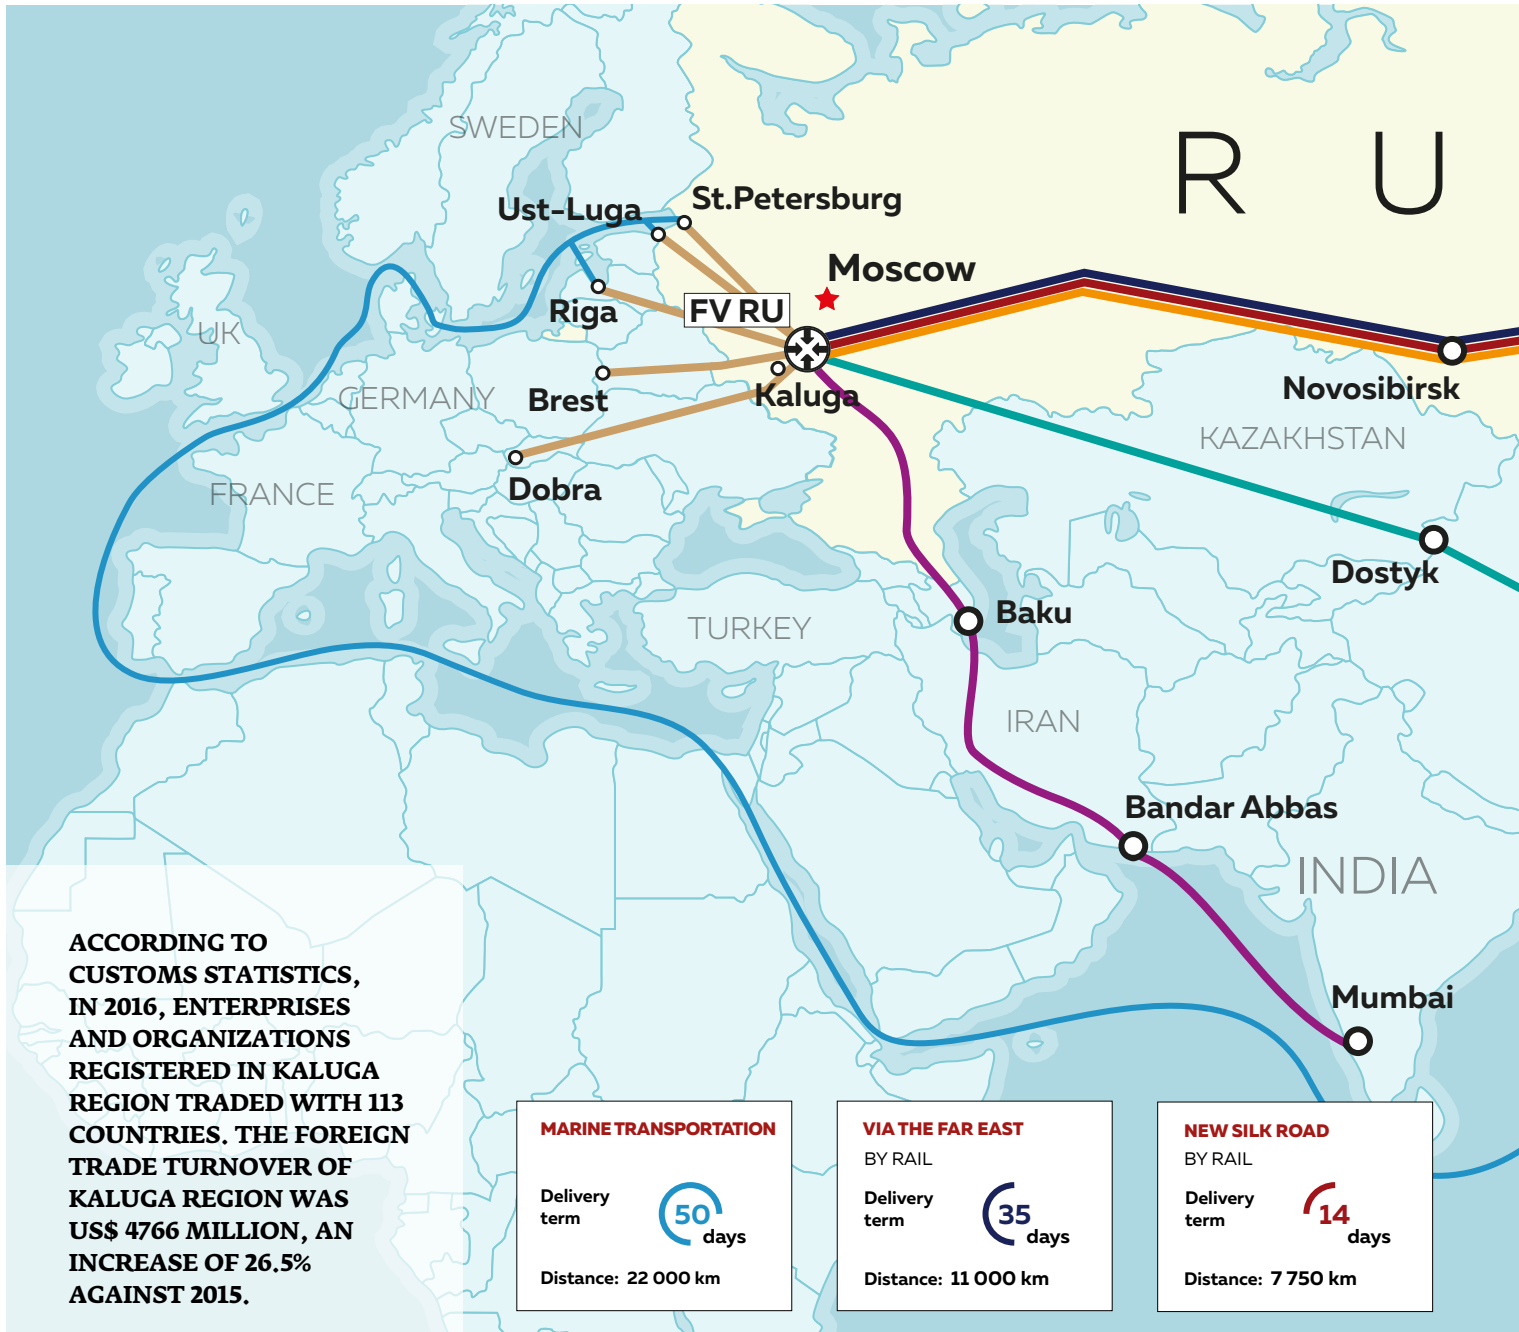 SWEDEN
R U
St.Petersburg
Ust-Luga
Moscow
Riga
FV RU
UK
GERMANY
Brest
Kaluga
Novosibirsk
KAZAKHSTAN
FRANCE
Dobra
Dostyk
Baku
TURKEY
IRAN
Bandar Abbas
INDIA
Mumbai
ACCORDING TO
CUSTOMS STATISTICS,
IN 2016, ENTERPRISES
AND ORGANIZATIONS
REGISTERED IN KALUGA
REGION TRADED WITH 113
COUNTRIES. THE FOREIGN
TRADE TURNOVER OF
KALUGA REGION WAS
US$ 4766 MILLION, AN
INCREASE OF 26.5%
AGAINST 2015.
MARINE TRANSPORTATION
Delivery
term
50
days
Distance: 22 000 km
VIA THE FAR EAST
BY RAIL
Delivery
term
35
days
Distance: 11 000 km
NEW SILK ROAD
BY RAIL
Delivery
term
14
days
Distance: 7 750 km